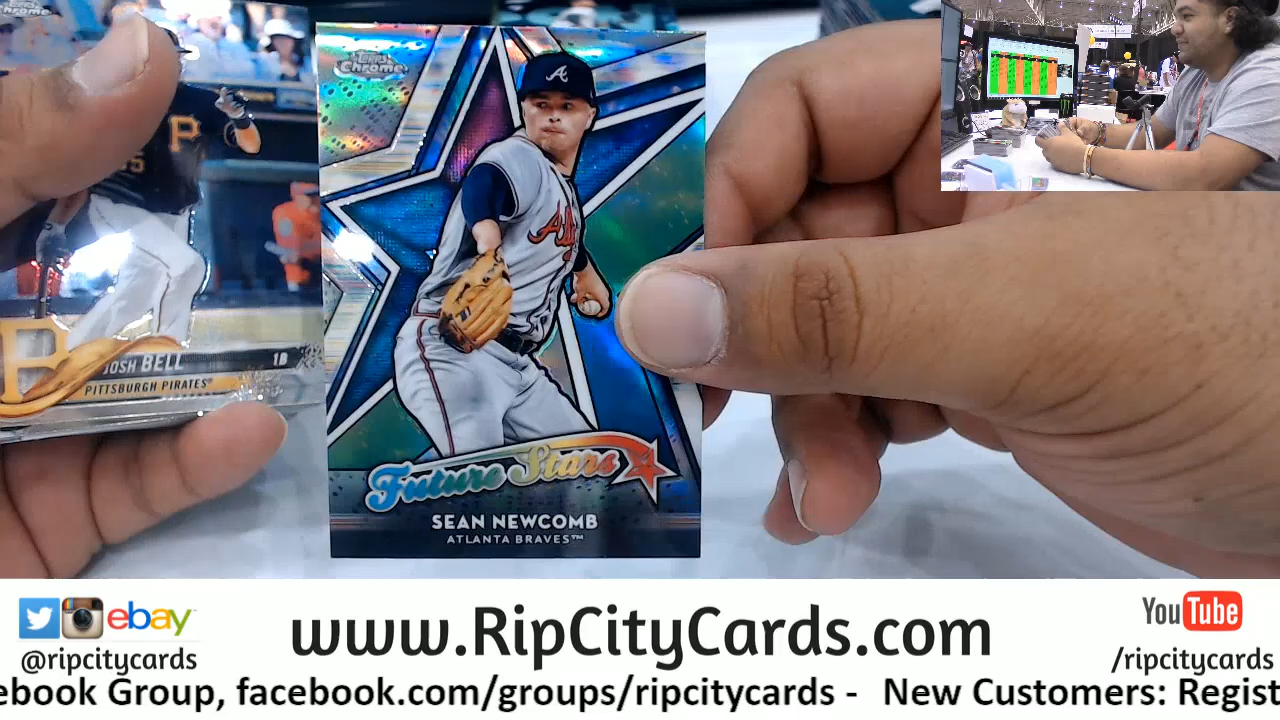 Topps Chrome
A
P
JOSH BELL 1B
PITTSBURGH PIRATES
Future Stars
SEAN NEWCOMB
ATLANTA BRAVES™
ebay™
@ripcitycards
www.RipCityCards.com
YouTube
/ripcitycards
ebook Group, facebook.com/groups/ripcitycards - New Customers: Regist